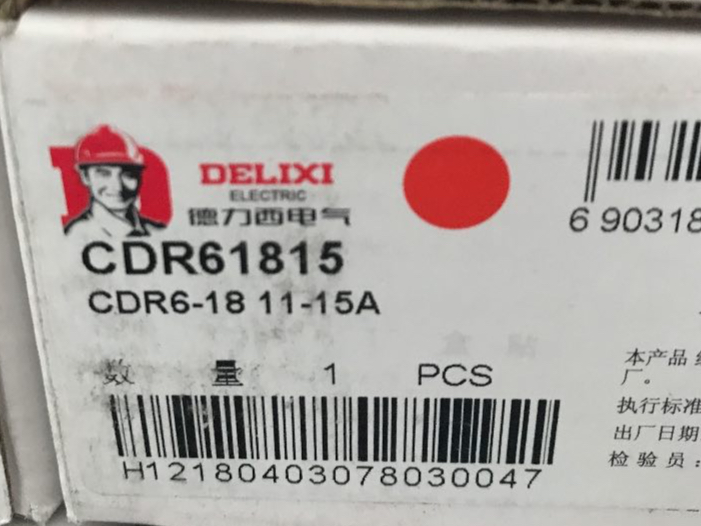 DELIXI
ELECTRIC
德力西电气
CDR61815
CDR6-18 11-15A
数 量 1 PCS
H12180403078030047
6 90318
本产品
厂。
执行标准
出厂日期
检验员：